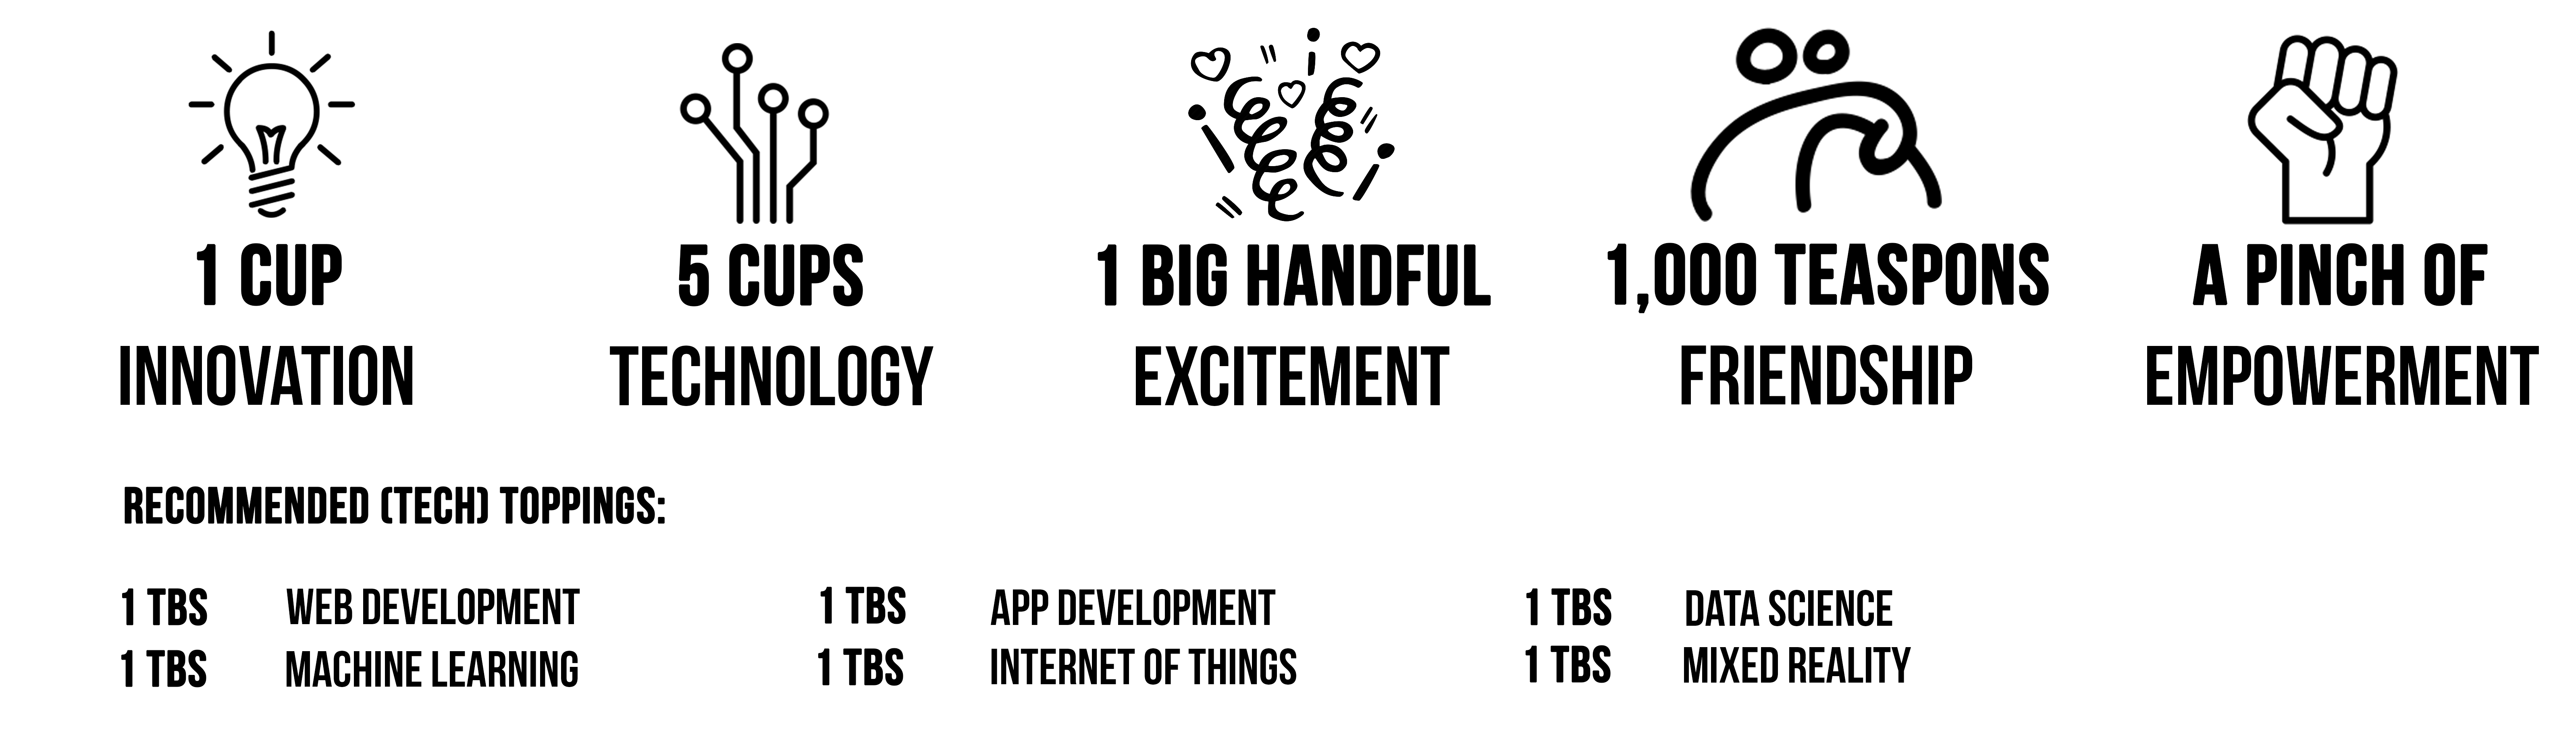 1 CUP
INNOVATION
5 CUPS
TECHNOLOGY
1 BIG HANDFUL
EXCITEMENT
1,000 TEASPONS
FRIENDSHIP
A PINCH OF
EMPOWERMENT
RECOMMENDED (TECH) TOPPINGS:
1 TBS WEB DEVELOPMENT
1 TBS APP DEVELOPMENT
1 TBS DATA SCIENCE
1 TBS MACHINE LEARNING
1 TBS INTERNET OF THINGS
1 TBS MIXED REALITY